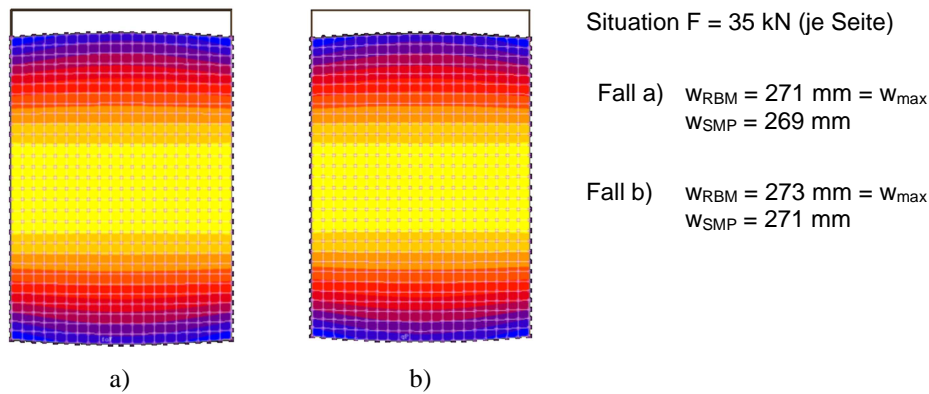 Situation F = 35 kN (je Seite)
Fall a) wRBM = 271 mm = wmax
wSMP = 269 mm
Fall b) wRBM = 273 mm = wmax
wSMP = 271 mm
a)
b)